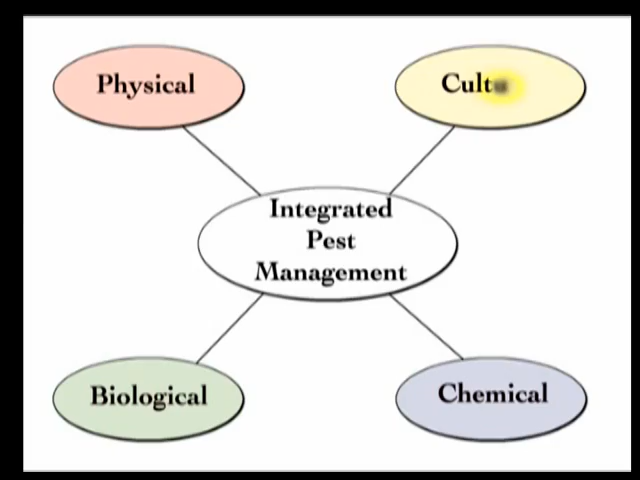 Physical
Cult
Integrated
Pest
Management
Biological
Chemical